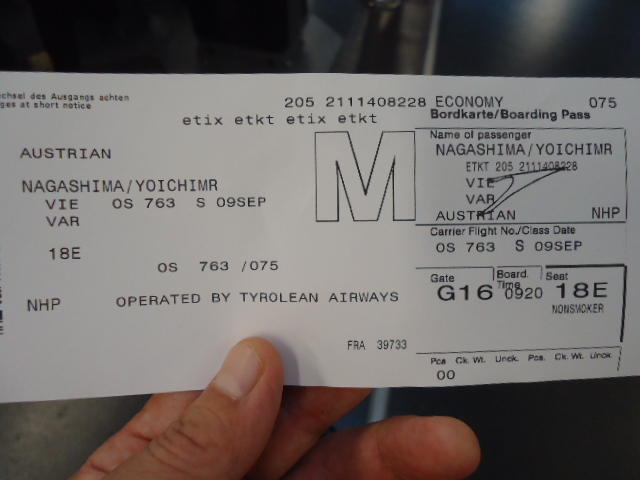 chsel des Ausgangs achten
ges at short notice
205 2111408228 ECONOMY 075
etix etkt etix etkt
Bordkarte/Boarding Pass
M
Name of passenger
AUSTRIAN
NAGASHIMA/YOICHIMR
ETKT 205 2111408228
NAGASHIMA/YOICHIMR
VIE
VIE OS 763 S 09SEP
VAR
VAR
AUSTRIAN NHP
Carrier Flight No./Class Date
OS 763 S 09SEP
18E
OS 763 /075
Gate Board. Time Seat
G16 0920 18E
NONSMOKER
NHP OPERATED BY TYROLEAN AIRWAYS
FRA 39733
Pcs Ck. Wt. Unck. Pcs. Ck. Wt. Unck.
00